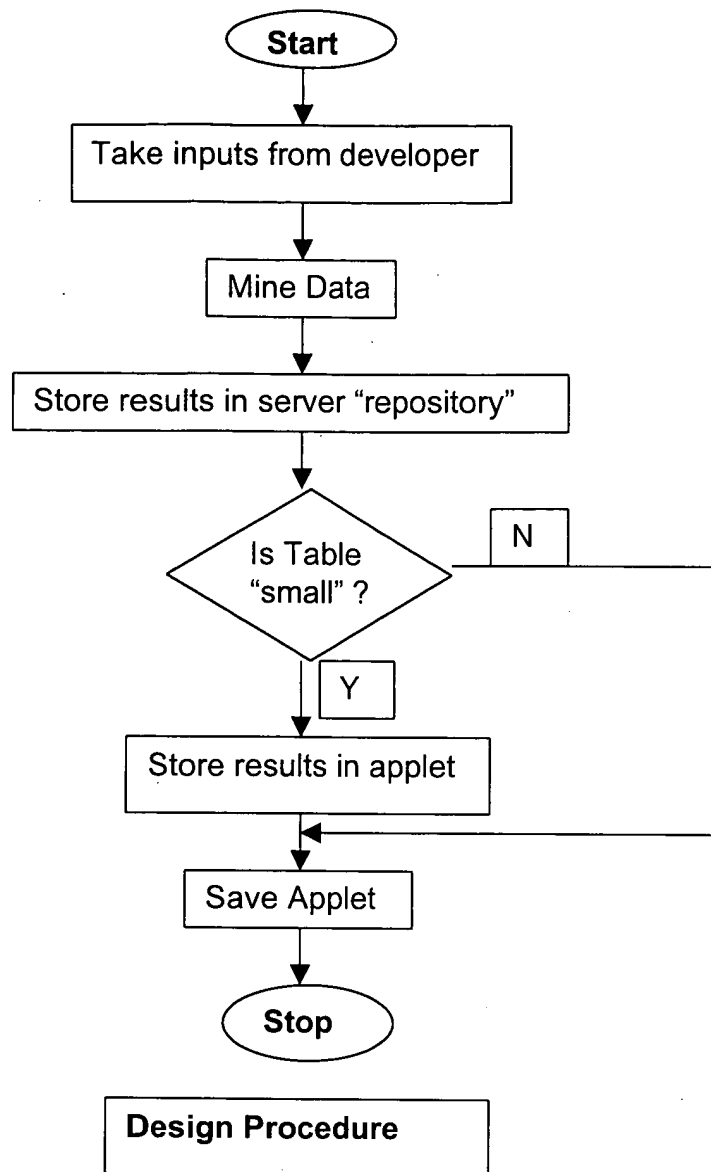 Start
Take inputs from developer
Mine Data
Store results in server “repository”
Is Table
“small” ?
N
Y
Store results in applet
Save Applet
Stop
Design Procedure